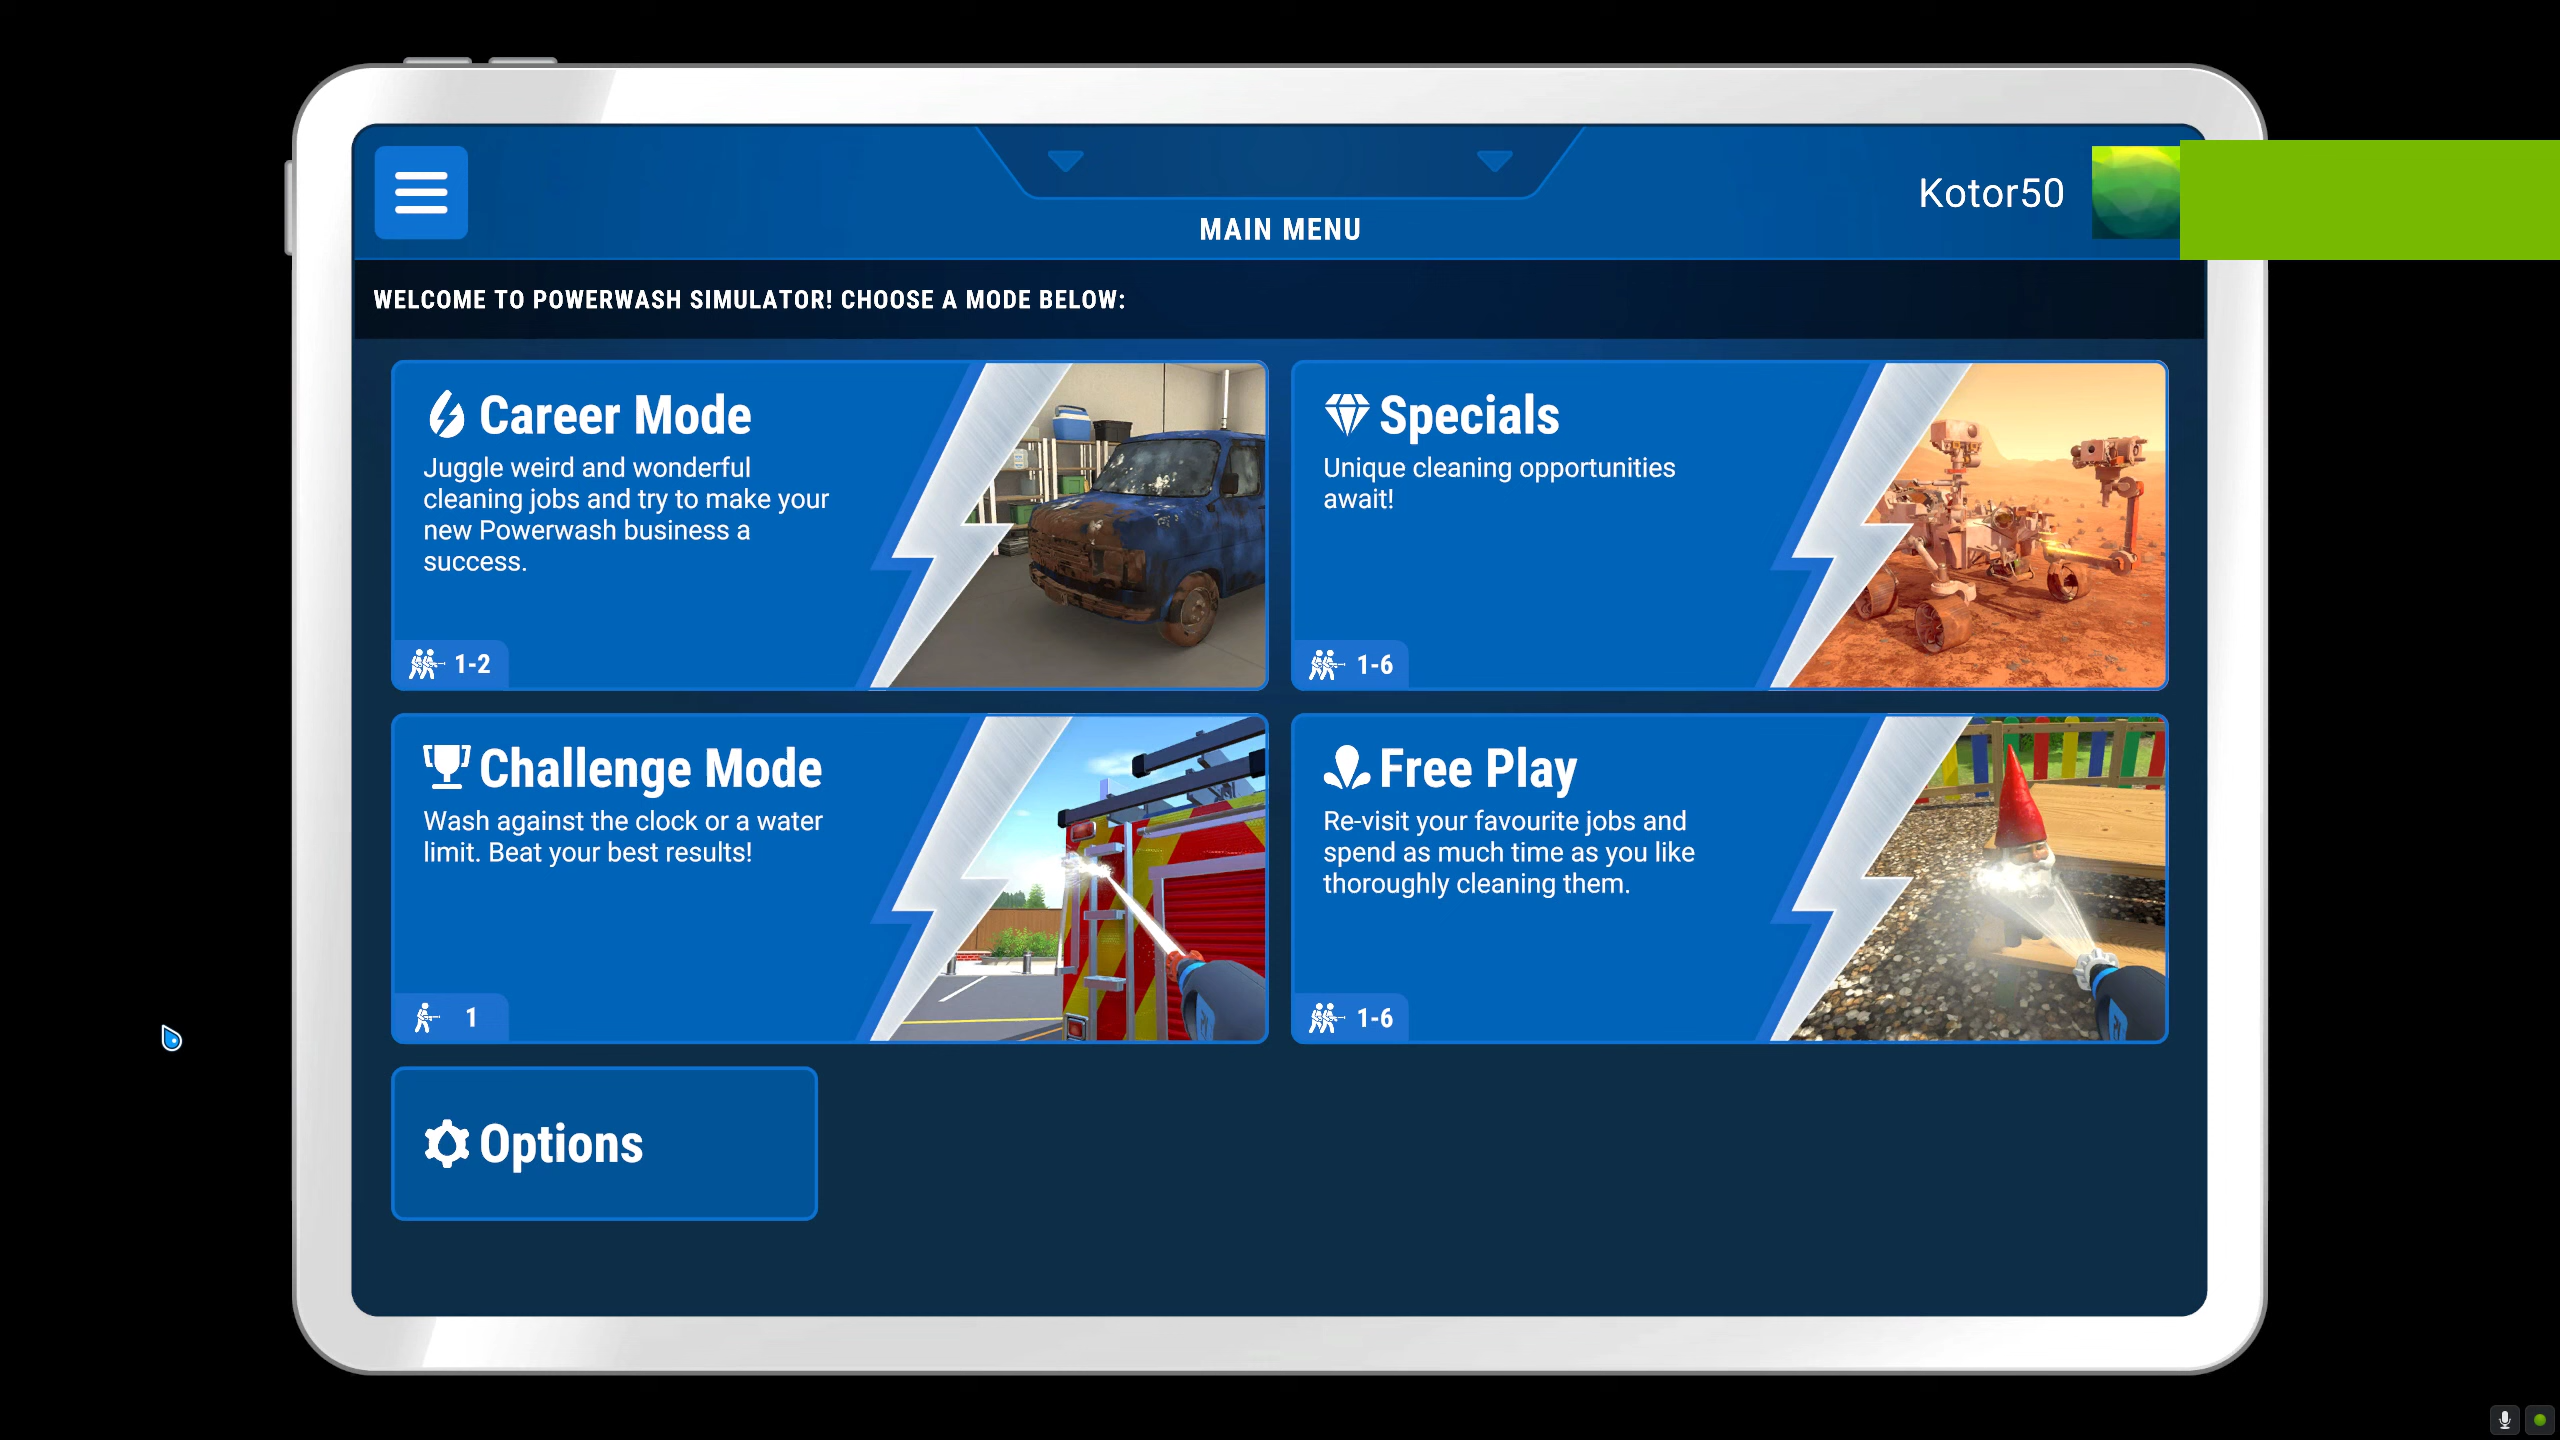 Kotor50
MAIN MENU
WELCOME TO POWERWASH SIMULATOR! CHOOSE A MODE BELOW:
Career Mode
Juggle weird and wonderful
cleaning jobs and try to make your
new Powerwash business a
success.
1-2
Specials
Unique cleaning opportunities
await!
1-6
Challenge Mode
Wash against the clock or a water
limit. Beat your best results!
1
Free Play
Re-visit your favourite jobs and
spend as much time as you like
thoroughly cleaning them.
1-6
Options